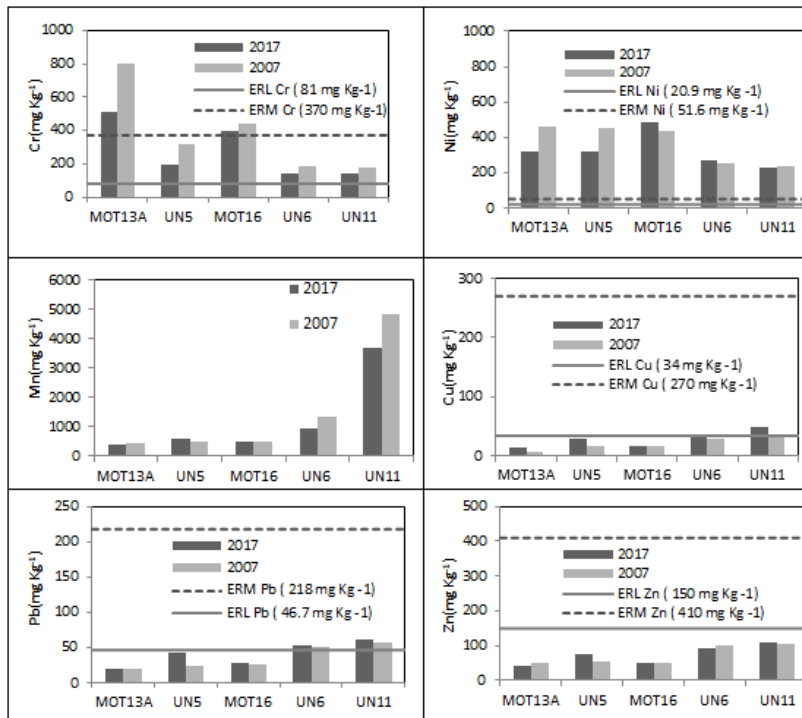 1000
800
600
400
200
0
Cr(mg Kg-1)
2017
2007
ERL Cr ( 81 mg Kg-1)
ERM Cr (370 mg Kg-1)
MOT13A UN5 MOT16 UN6 UN11
1000
800
600
400
200
0
Ni(mg Kg-1)
2017
2007
ERL Ni ( 20.9 mg Kg -1)
ERM Ni ( 51.6 mg Kg -1)
MOT13A UN5 MOT16 UN6 UN11
6000
5000
4000
3000
2000
1000
0
Mn(mg Kg-1)
2017
2007
MOT13A UN5 MOT16 UN6 UN11
300
200
100
0
Cu(mg Kg-1)
2017
2007
ERL Cu ( 34 mg Kg -1)
ERM Cu ( 270 mg Kg -1)
MOT13A UN5 MOT16 UN6 UN11
250
200
150
100
50
0
Pb(mg Kg-1)
2017
2007
ERM Pb ( 218 mg Kg -1)
ERL Pb ( 46.7 mg Kg -1)
MOT13A UN5 MOT16 UN6 UN11
500
400
300
200
100
0
Zn(mg Kg-1)
2017
2007
ERL Zn ( 150 mg Kg -1)
ERM Zn ( 410 mg Kg -1)
MOT13A UN5 MOT16 UN6 UN11